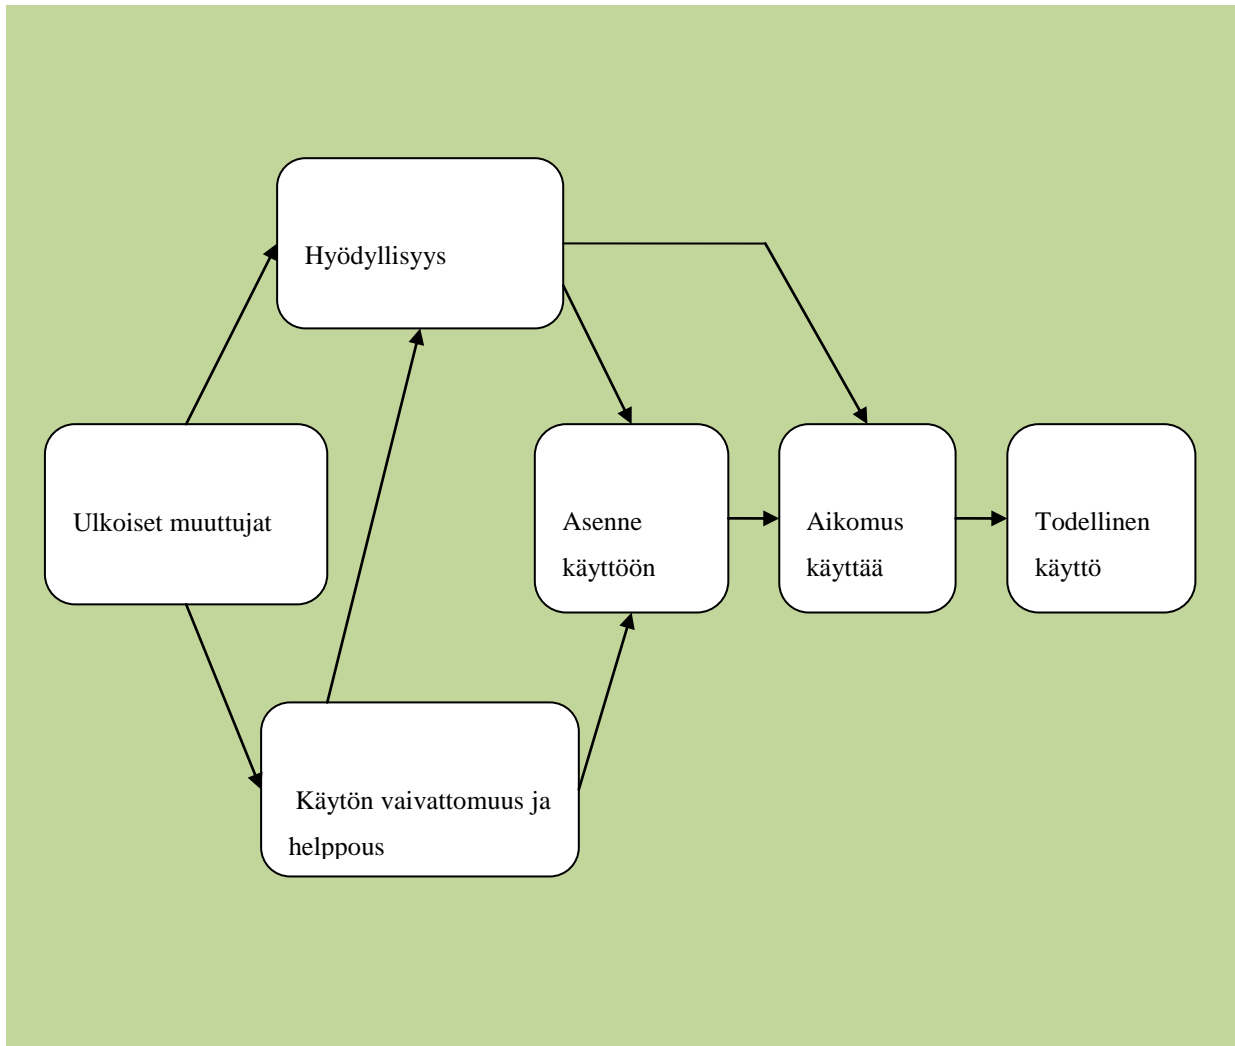 Hyödyllisyys
Ulkoiset muuttujat
Asenne
käyttöön
Aikomus
käyttää
Todellinen
käyttö
Käytön vaivattomuus ja
helppous